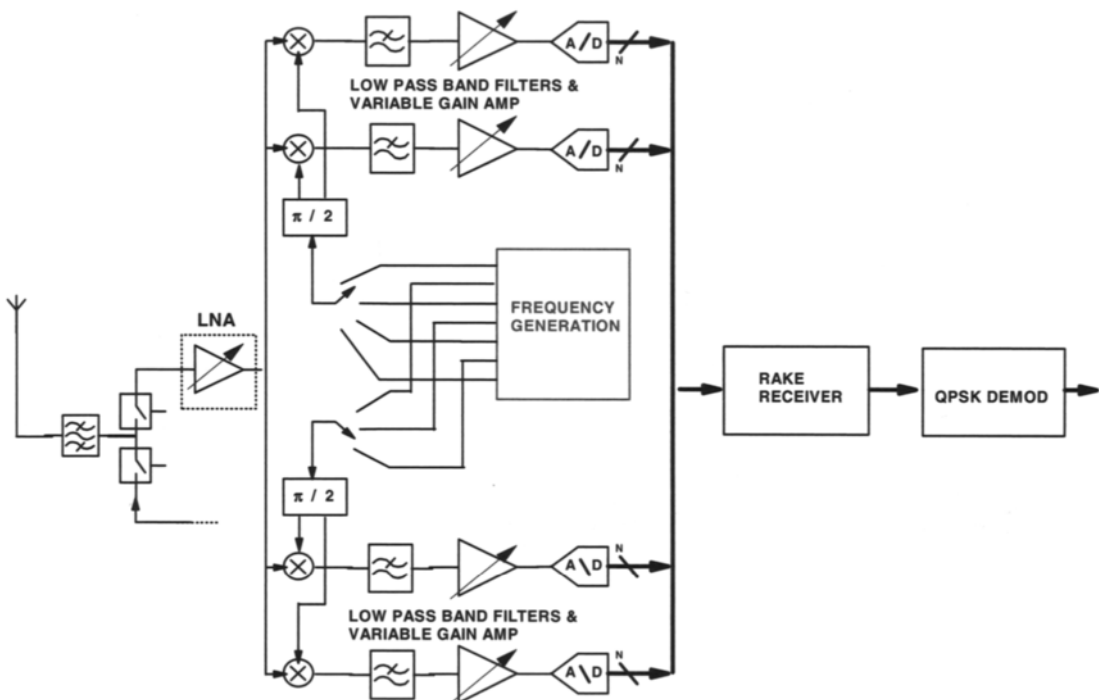 A/D
N
LOW PASS BAND FILTERS &
VARIABLE GAIN AMP
A/D
N
π / 2
FREQUENCY
GENERATION
LNA
RAKE
RECEIVER
QPSK DEMOD
π / 2
N
A\D
LOW PASS BAND FILTERS &
VARIABLE GAIN AMP
N
A\D